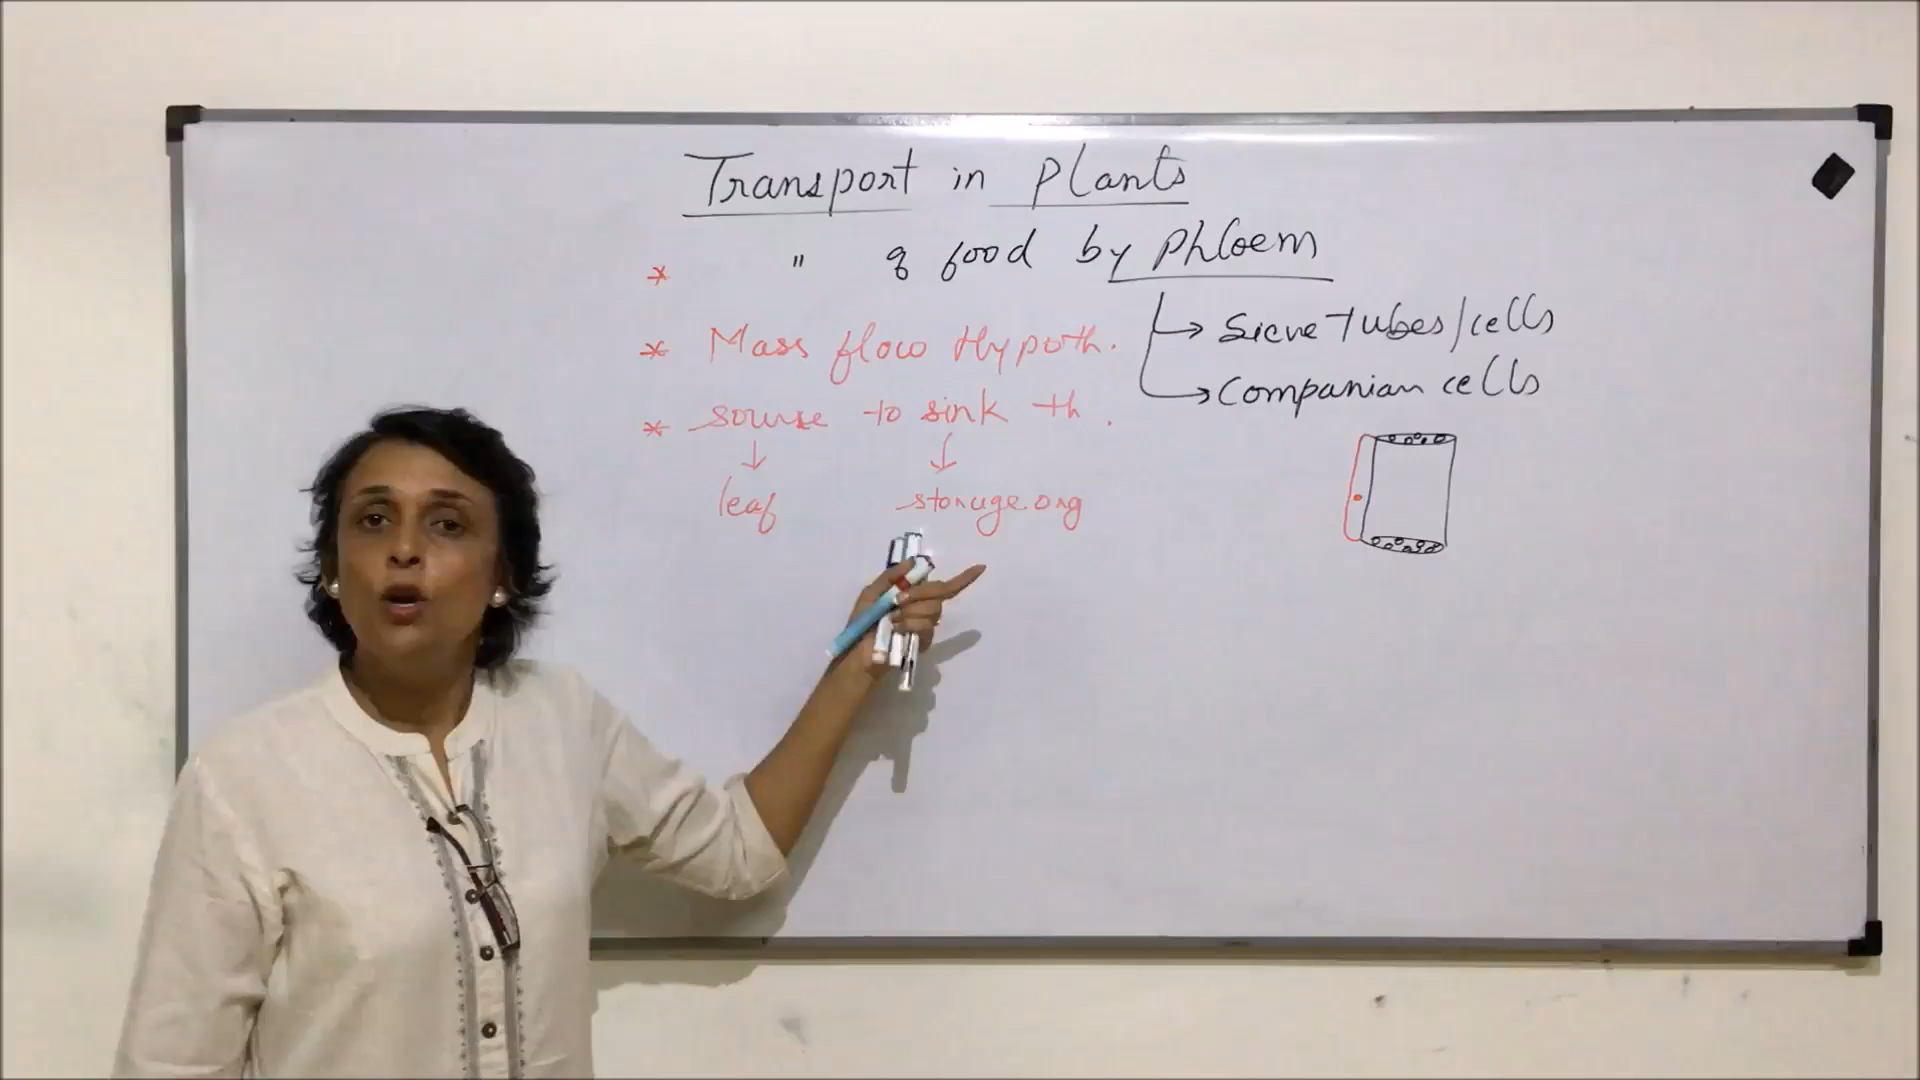 Transport in Plants
* " of food by Phloem
→ Sieve Tubes/cells
* Mass flow Hypoth.
→ Companian cells
* sourse to sink th.
↓ ↓
leaf storage.org